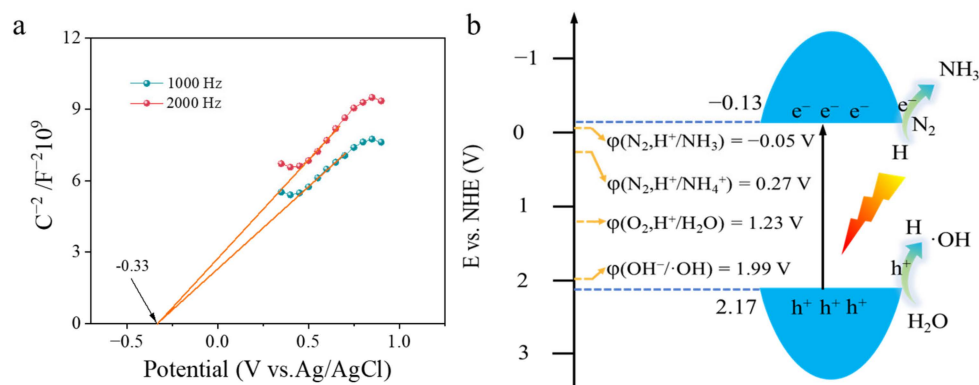 a
12
9
6
3
0
C⁻² /F⁻²10⁹
1000 Hz
2000 Hz
-0.33
−0.5
0.0
0.5
1.0
Potential (V vs.Ag/AgCl)
b
E vs. NHE (V)
−1
0
1
2
3
−0.13
e⁻ e⁻ e⁻
e⁻
NH₃
N₂
H
φ(N₂,H⁺/NH₃) = −0.05 V
φ(N₂,H⁺/NH₄⁺) = 0.27 V
φ(O₂,H⁺/H₂O) = 1.23 V
φ(OH⁻/·OH) = 1.99 V
H
·OH
h⁺
H₂O
2.17
h⁺ h⁺ h⁺